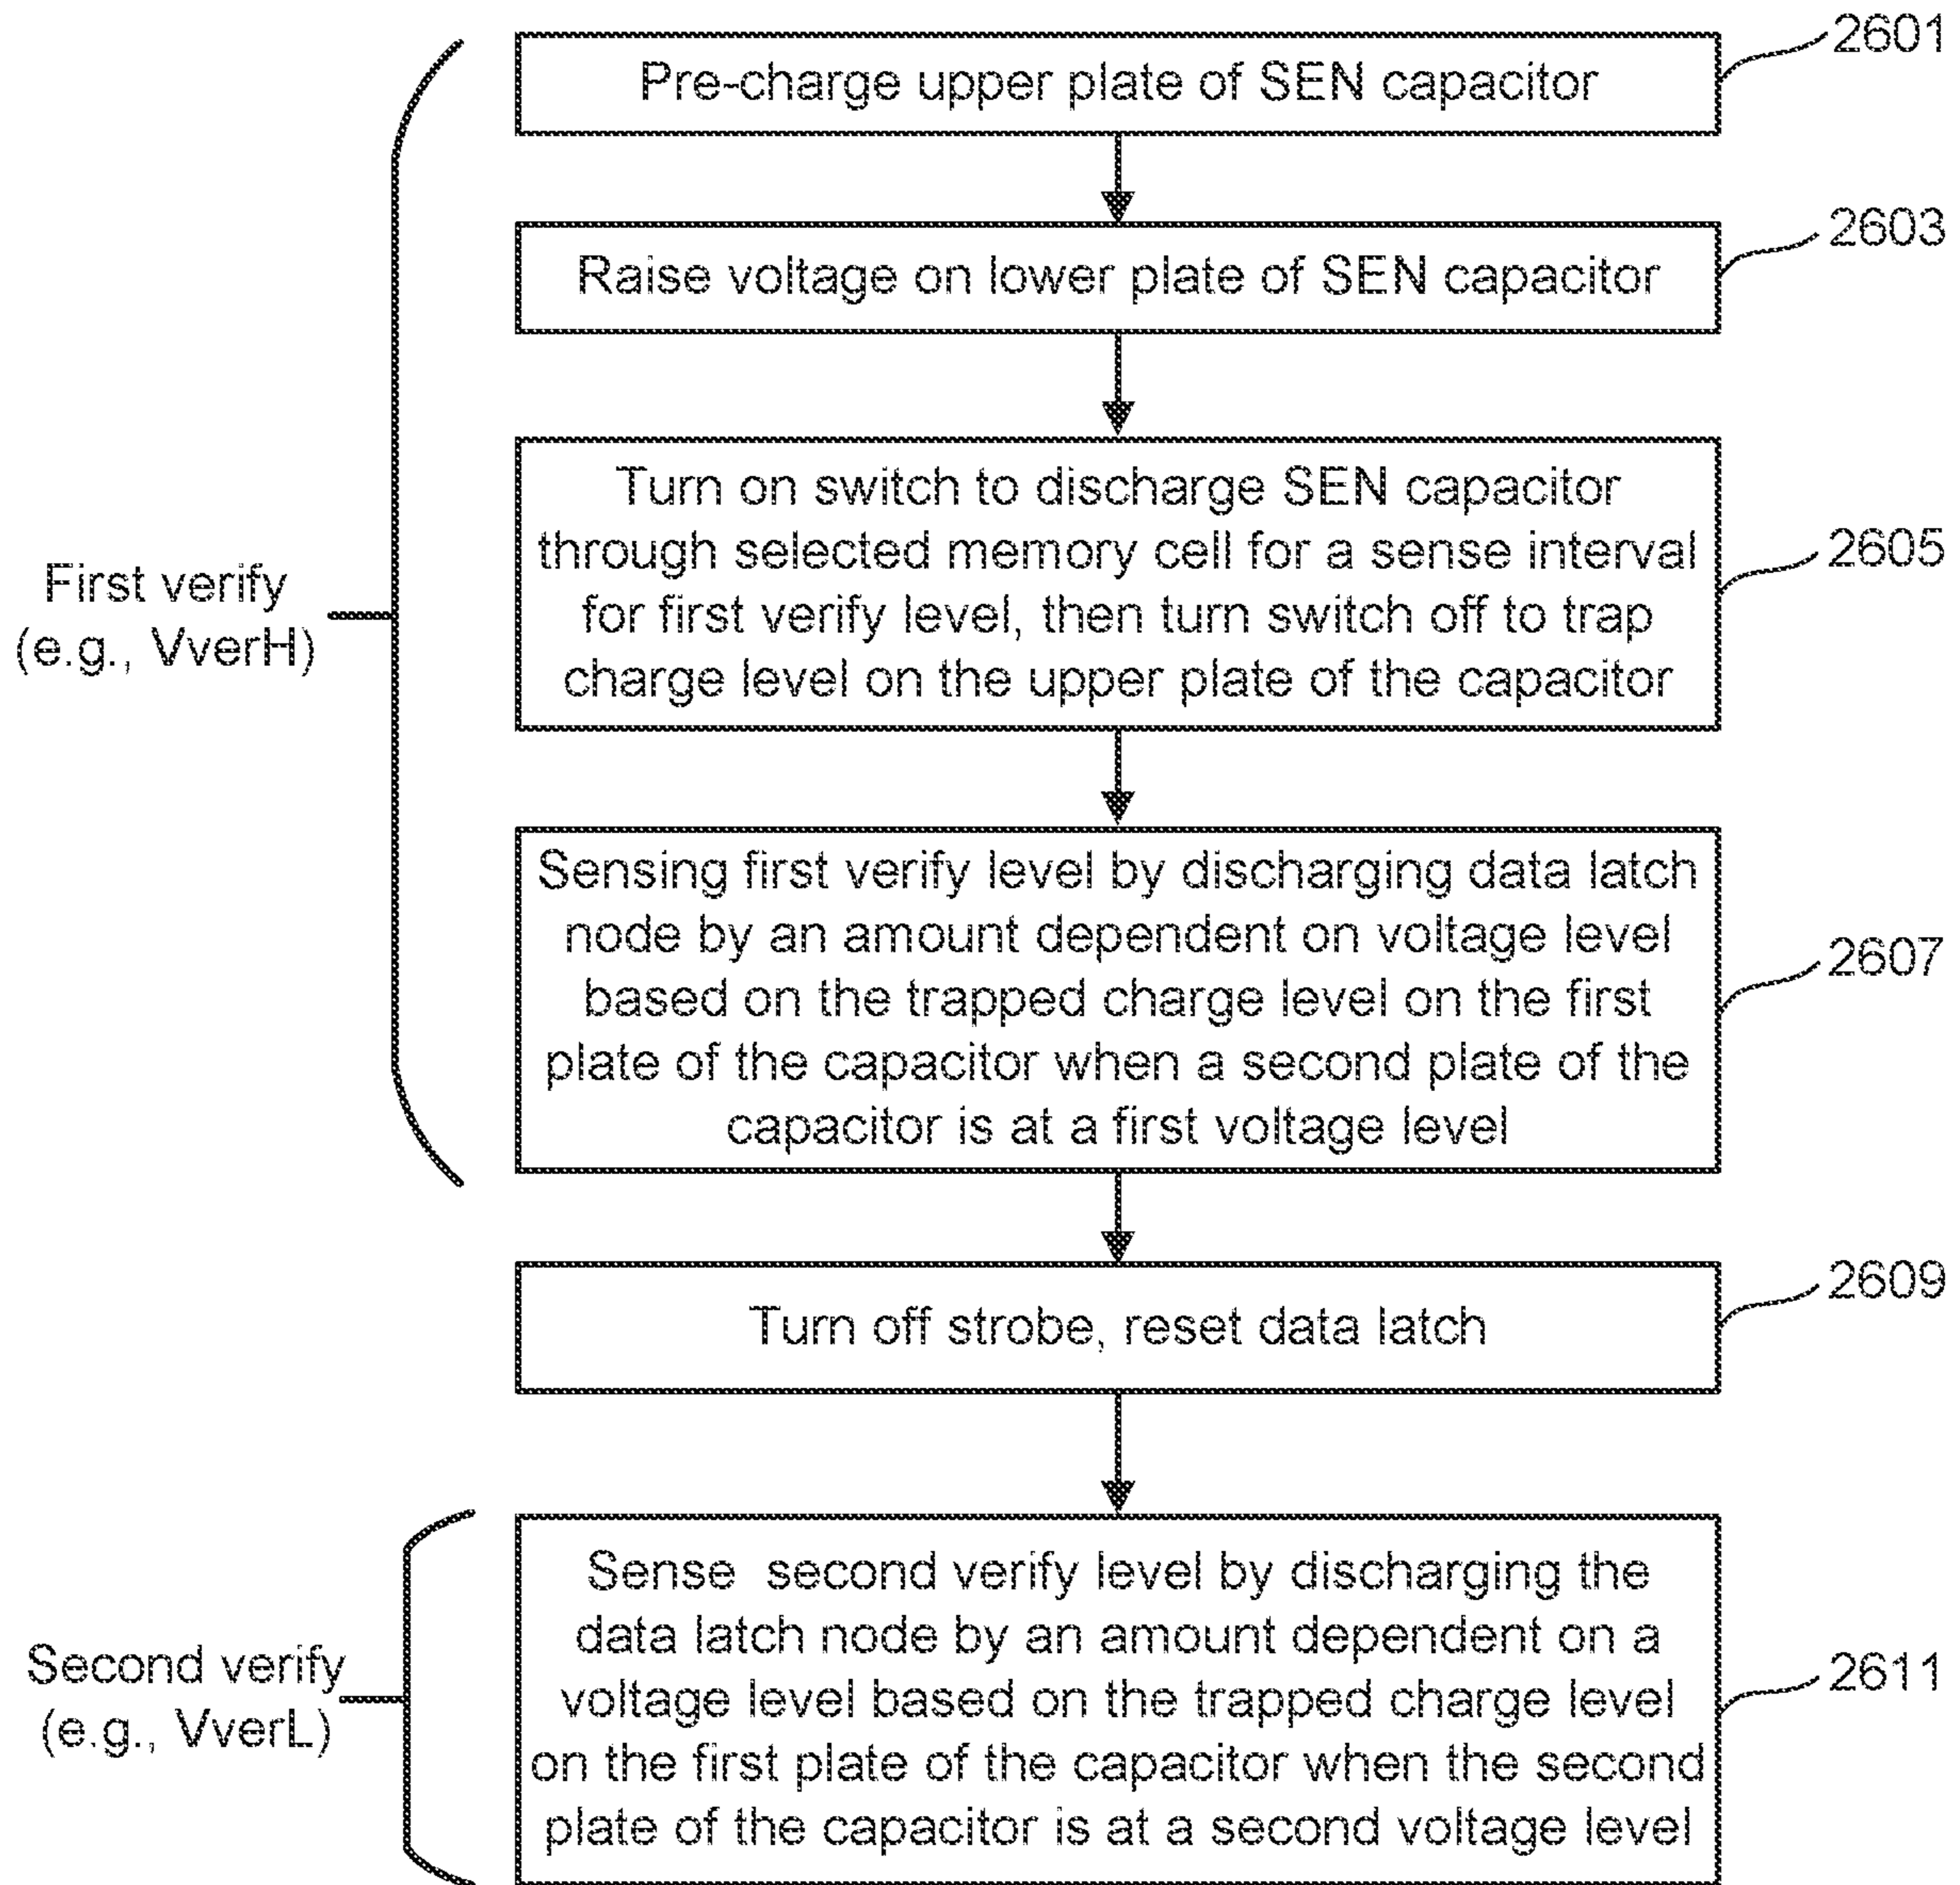 Pre-charge upper plate of SEN capacitor
2601
Raise voltage on lower plate of SEN capacitor
2603
Turn on switch to discharge SEN capacitor
through selected memory cell for a sense interval
for first verify level, then turn switch off to trap
charge level on the upper plate of the capacitor
2605
First verify
(e.g., VverH)
Sensing first verify level by discharging data latch
node by an amount dependent on voltage level
based on the trapped charge level on the first
plate of the capacitor when a second plate of the
capacitor is at a first voltage level
2607
Turn off strobe, reset data latch
2609
Sense second verify level by discharging the
data latch node by an amount dependent on a
voltage level based on the trapped charge level
on the first plate of the capacitor when the second
plate of the capacitor is at a second voltage level
2611
Second verify
(e.g., VverL)